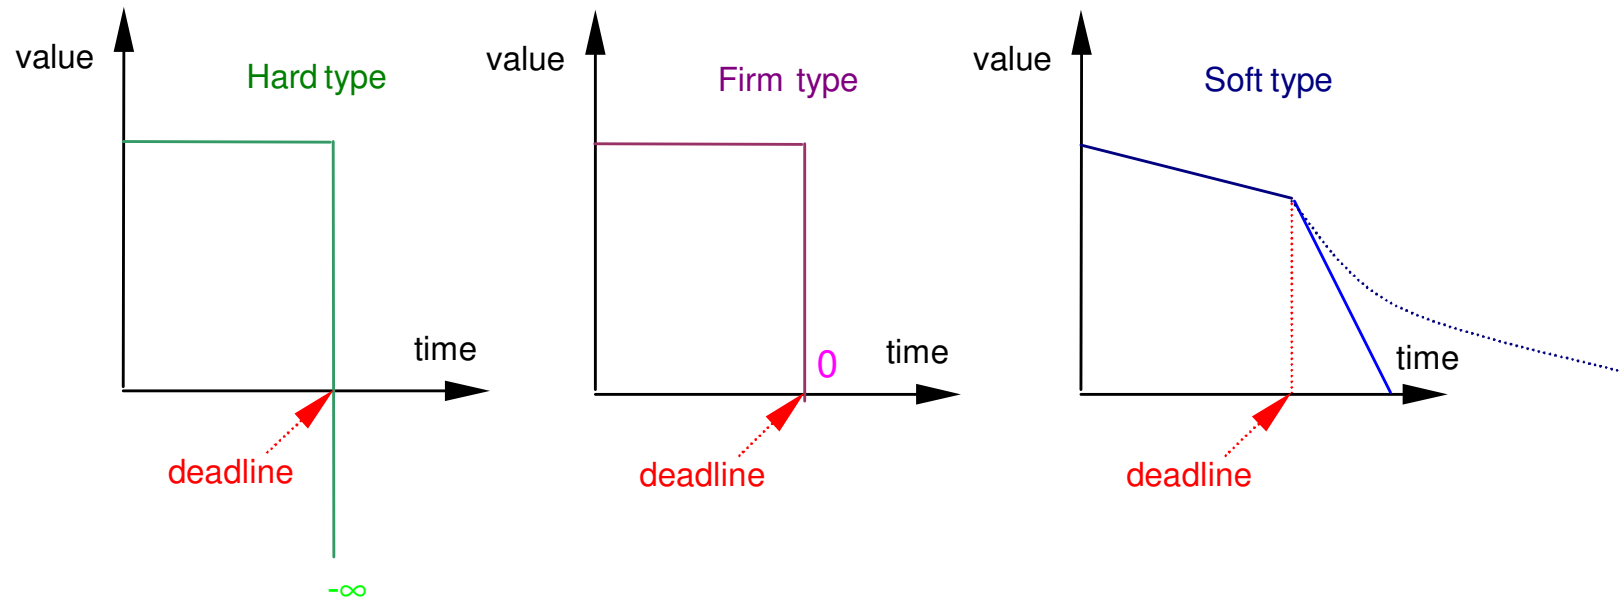 value
Hard type
time
deadline
-∞
value
Firm type
0
time
deadline
value
Soft type
time
deadline